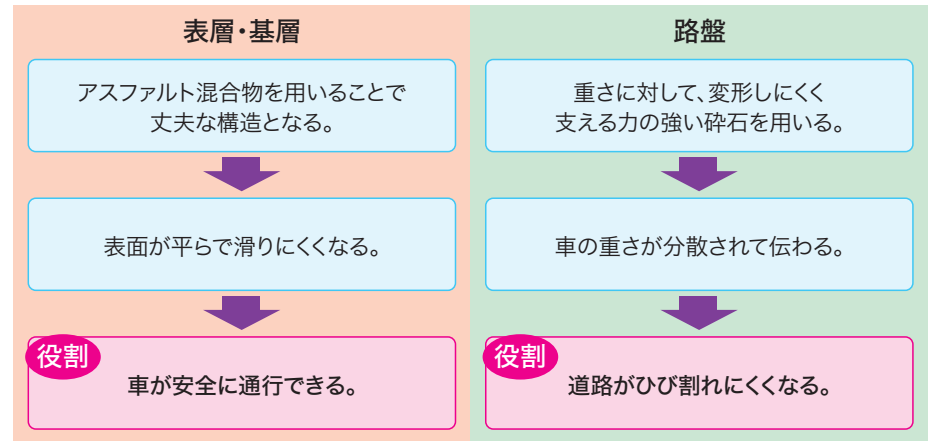 表層・基層
アスファルト混合物を用いることで
丈夫な構造となる。
表面が平らで滑りにくくなる。
役割
車が安全に通行できる。
路盤
重さに対して、変形しにくく
支える力の強い砕石を用いる。
車の重さが分散されて伝わる。
役割
道路がひび割れにくくなる。